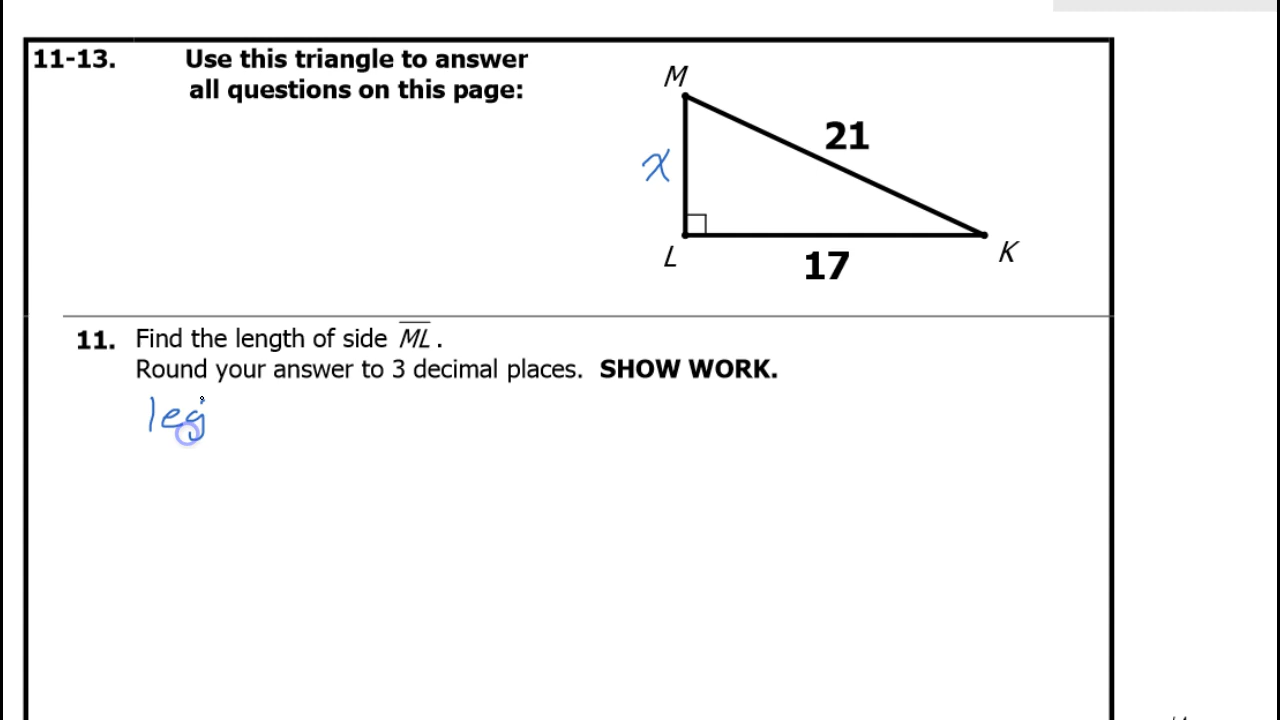 11-13. Use this triangle to answer
all questions on this page:
M
21
x
L
17
K
11. Find the length of side ML.
Round your answer to 3 decimal places. SHOW WORK.
leg